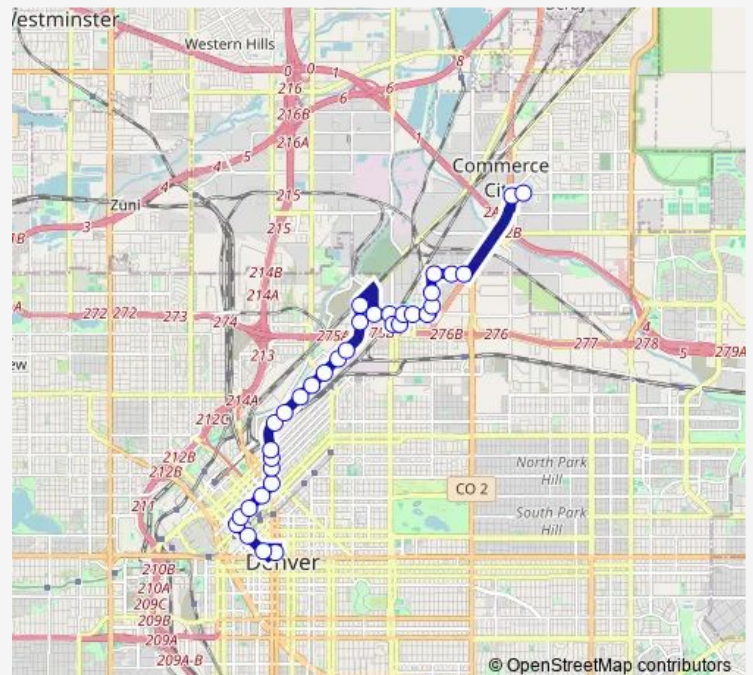 estminster
Western Hills
0
0
1
216
6
6
8
216B
216A
1
5
4
4
Commerce
Zuni
215
2A
3
1B
215
2B
214B
214A
272
272
273
274
275A
276B
276
4
277
278
5
279A
213
ew
214A
212C
212B
212B
211
North Park
Hill
CO 2
South Park
Hill
Denver
210B
210A
209C
209B
209A
209A-B
© OpenStreetMap contributors